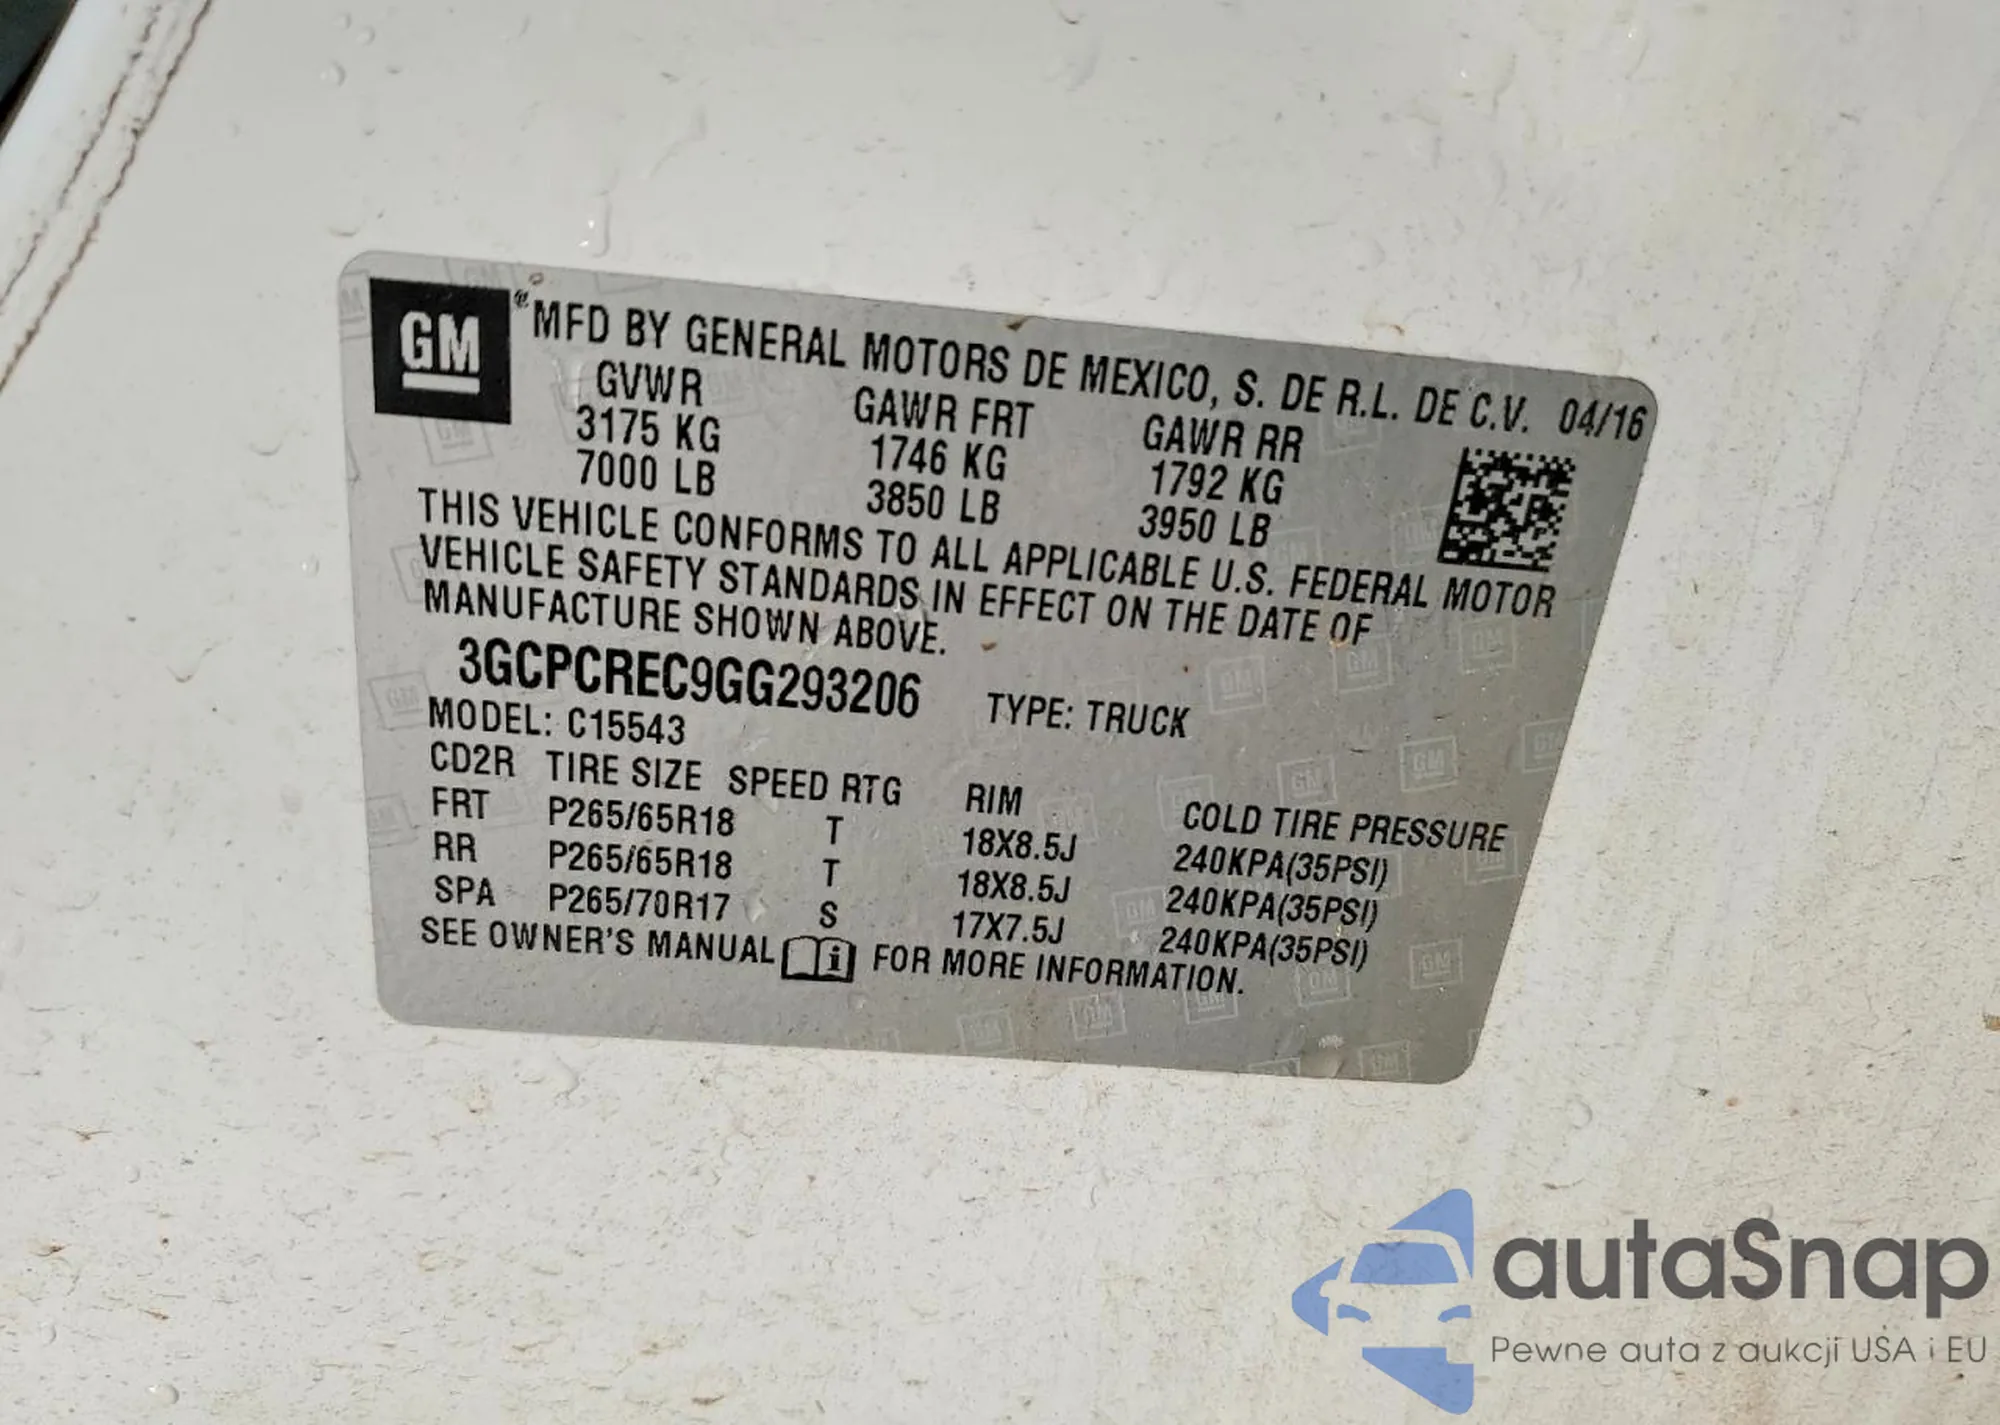 GM
® MFD BY GENERAL MOTORS DE MEXICO, S. DE R.L. DE C.V. 04/16
GVWR GAWR FRT GAWR RR
3175 KG 1746 KG 1792 KG
7000 LB 3850 LB 3950 LB
THIS VEHICLE CONFORMS TO ALL APPLICABLE U.S. FEDERAL MOTOR
VEHICLE SAFETY STANDARDS IN EFFECT ON THE DATE OF
MANUFACTURE SHOWN ABOVE.
3GCPCREC9GG293206 TYPE: TRUCK
MODEL: C15543
CD2R TIRE SIZE SPEED RTG RIM COLD TIRE PRESSURE
FRT P265/65R18 T 18X8.5J 240KPA(35PSI)
RR P265/65R18 T 18X8.5J 240KPA(35PSI)
SPA P265/70R17 S 17X7.5J 240KPA(35PSI)
SEE OWNER'S MANUAL FOR MORE INFORMATION.
autaSnap
Pewne auta z aukcji USA i EU